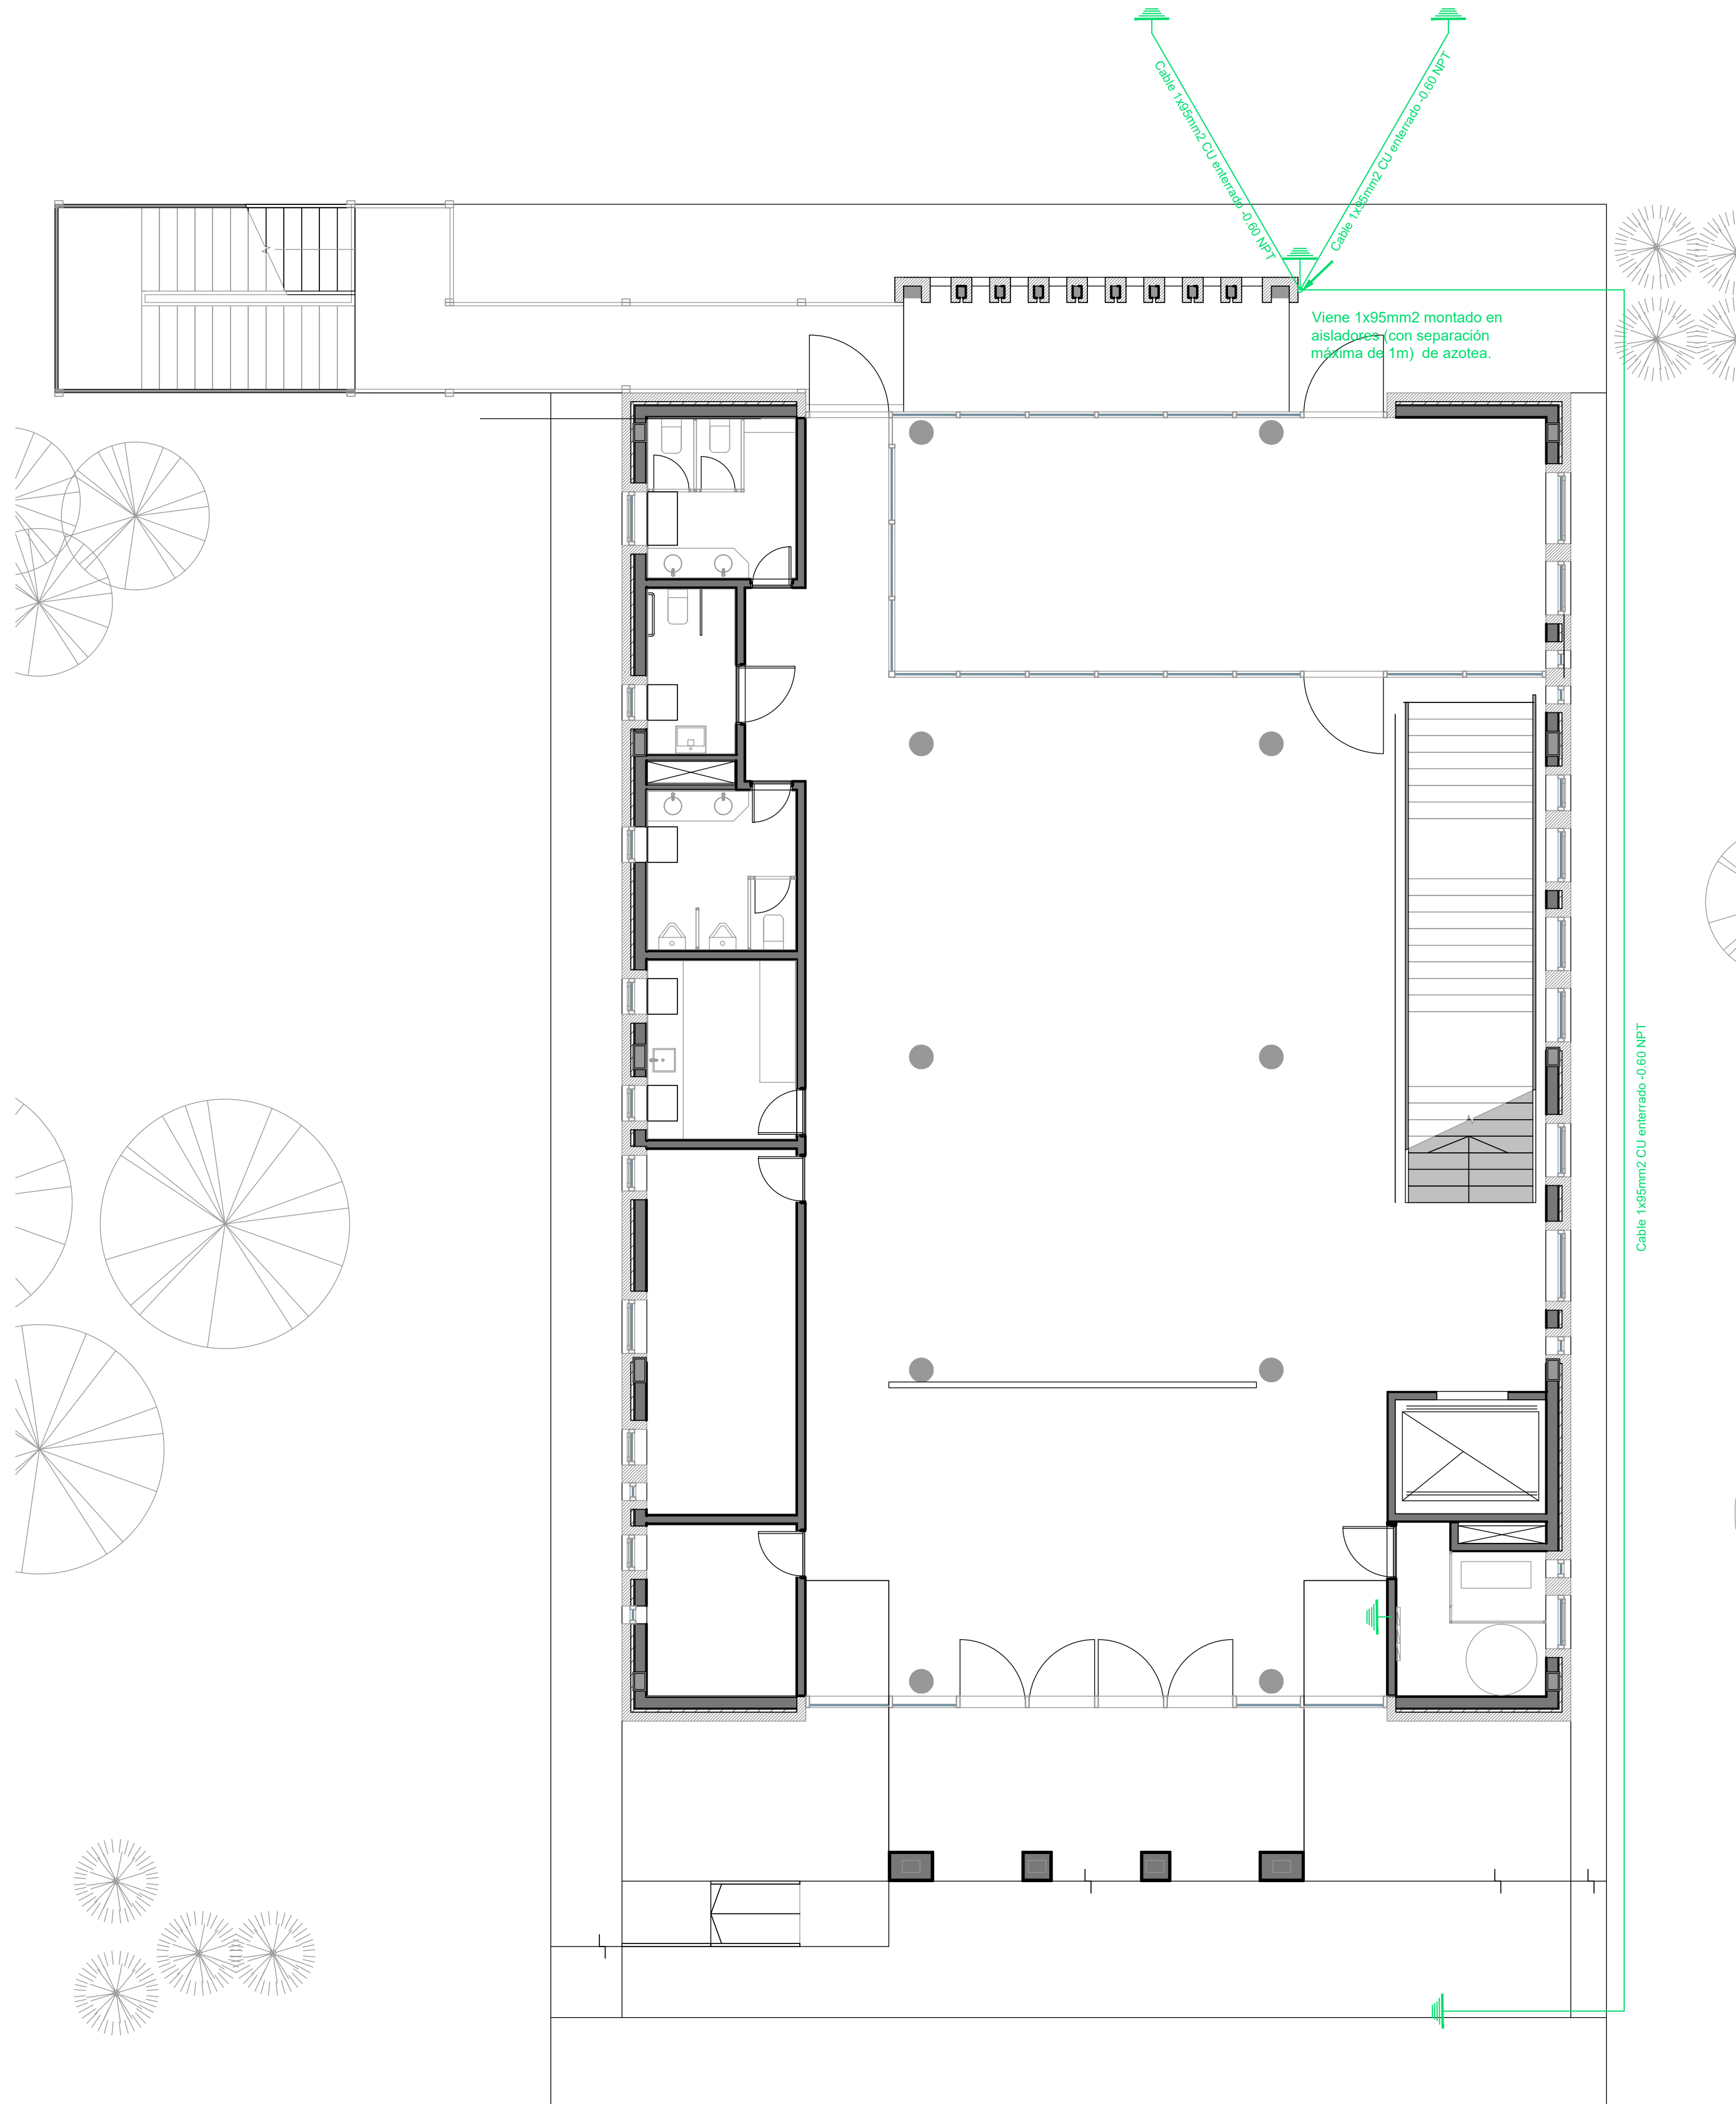 Cable 1x95mm2 CU enterrado -0.60 NPT
Cable 1x95mm2 CU enterrado -0.60 NPT
Viene 1x95mm2 montado en
aisladores (con separación
máxima de 1m)  de azotea.
Cable 1x95mm2 CU enterrado -0.60 NPT